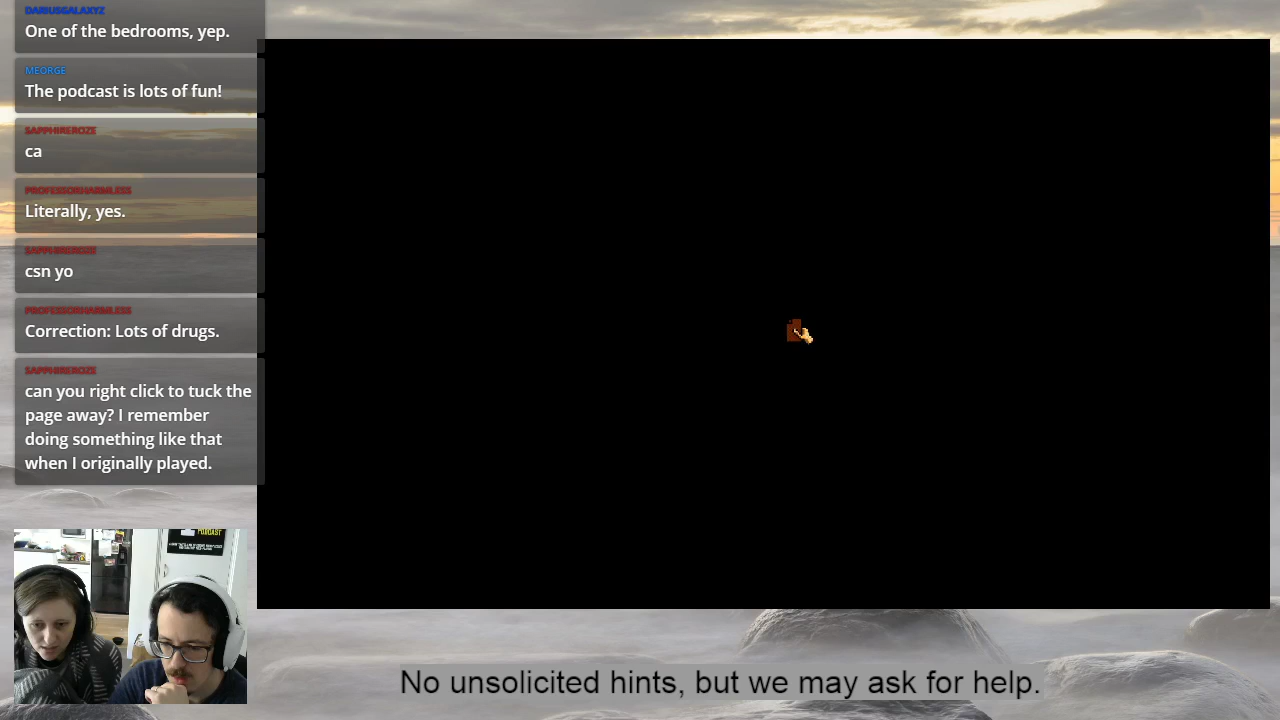 DARIUSGALAXYZ
One of the bedrooms, yep.
MEORGE
The podcast is lots of fun!
SAPPHIREROZE
ca
PROFESSORHARMLESS
Literally, yes.
SAPPHIREROZE
csn yo
PROFESSORHARMLESS
Correction: Lots of drugs.
SAPPHIREROZE
can you right click to tuck the
page away? I remember
doing something like that
when I originally played.
PODCAST
No unsolicited hints, but we may ask for help.